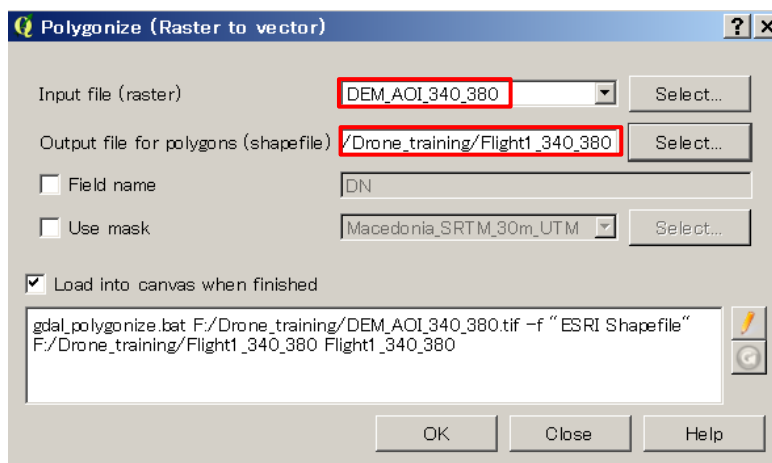 Polygonize (Raster to vector)
Input file (raster) DEM_AOI_340_380 Select...
Output file for polygons (shapefile) /Drone_training/Flight1_340_380 Select...
Field name DN
Use mask Macedonia_SRTM_30m_UTM Select...
Load into canvas when finished
gdal_polygonize.bat F:/Drone_training/DEM_AOI_340_380.tif -f "ESRI Shapefile"
F:/Drone_training/Flight1_340_380 Flight1_340_380
OK Close Help